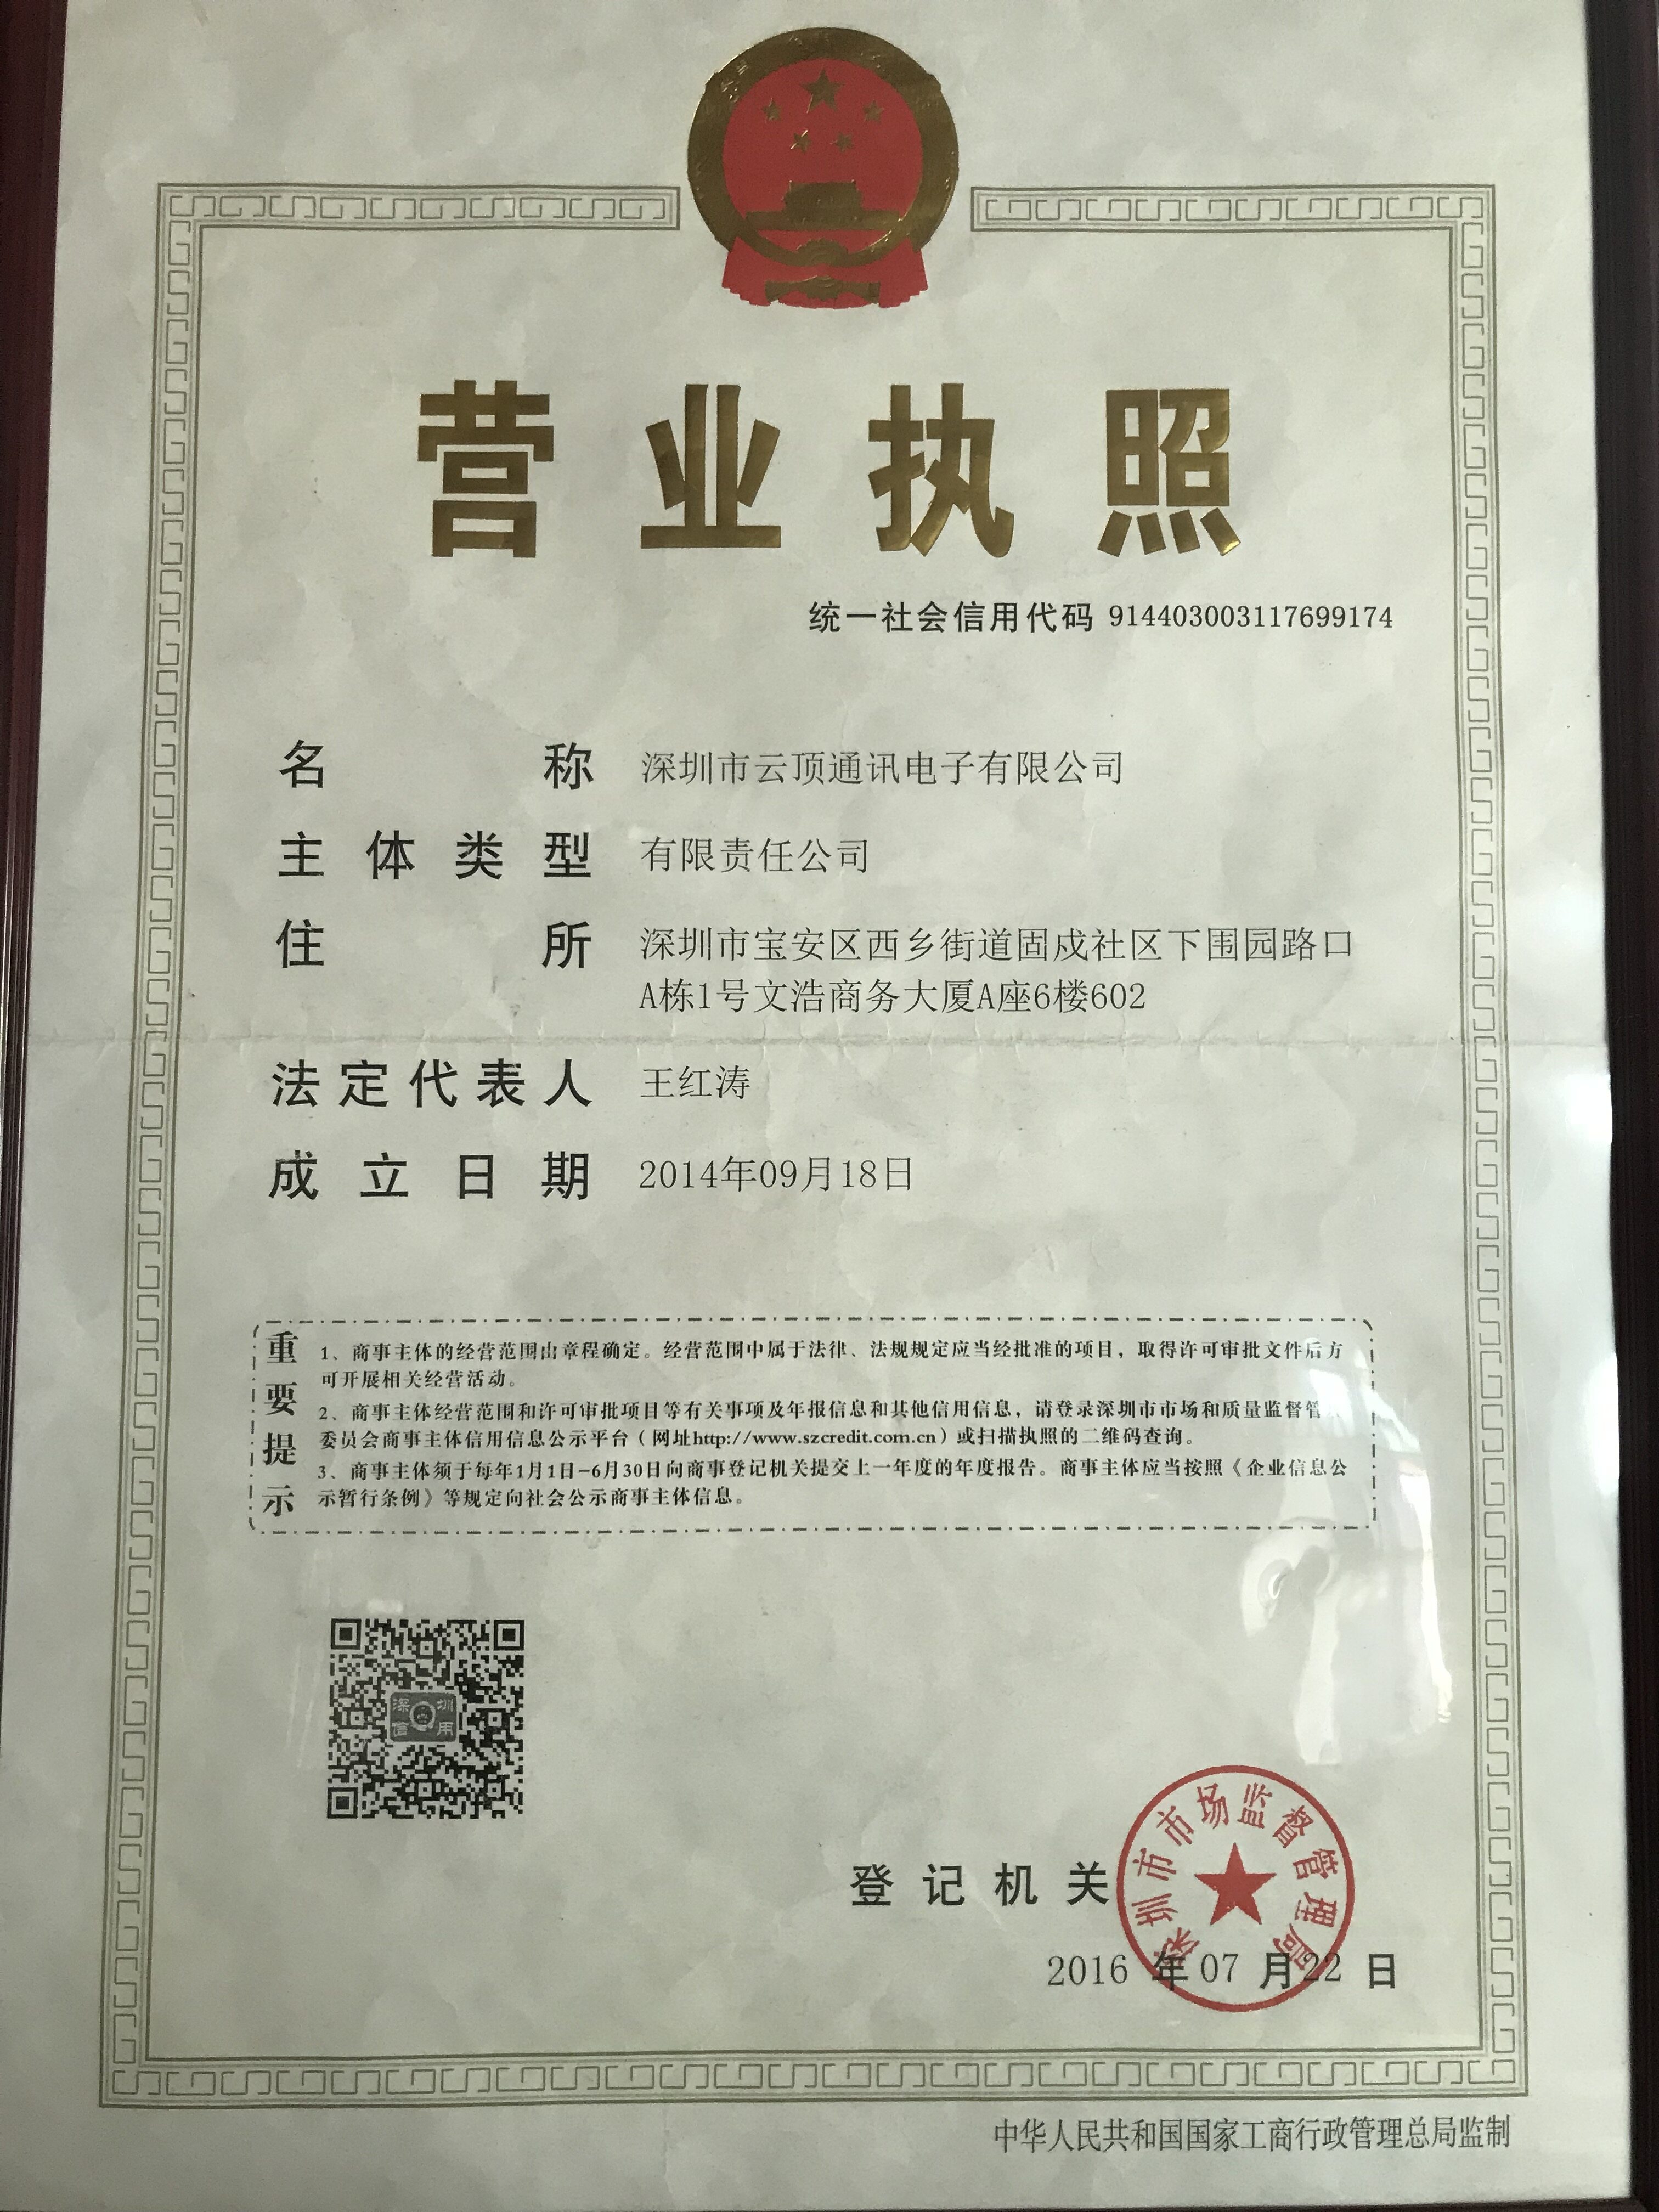 营业执照
统一社会信用代码 914403003117699174
名称 深圳市云顶通讯电子有限公司
主体类型 有限责任公司
住所 深圳市宝安区西乡街道固戍社区下围园路口
A栋1号文浩商务大厦A座6楼602
法定代表人 王红涛
成立日期 2014年09月18日
重要提示
1、商事主体的经营范围由章程确定。经营范围中属于法律、法规规定应当经批准的项目，取得许可审批文件后方
可开展相关经营活动。
2、商事主体经营范围和许可审批项目等有关事项及年报信息和其他信用信息，请登录深圳市市场和质量监督管
委员会商事主体信用信息公示平台（网址http://www.szcredit.com.cn）或扫描执照的二维码查询。
3、商事主体须于每年1月1日-6月30日向商事登记机关提交上一年度的年度报告。商事主体应当按照《企业信息公
示暂行条例》等规定向社会公示商事主体信息。
深圳
信用
登记机关
深圳市市场监督管理局
2016 年 07 月 22 日
中华人民共和国国家工商行政管理总局监制